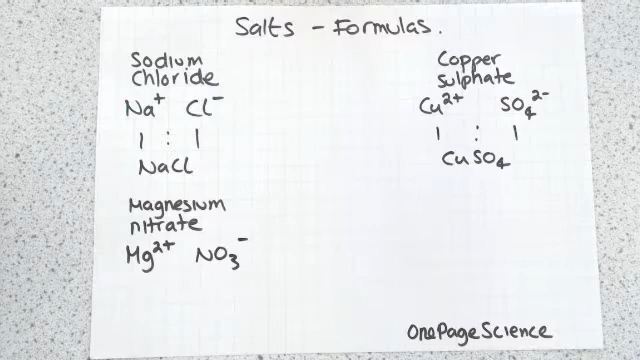 Salts - Formulas.
Sodium
Chloride
Na⁺ Cl⁻
1 : 1
NaCl
Copper
sulphate
Cu²⁺ SO₄²⁻
1 : 1
CuSO₄
Magnesium
nitrate
Mg²⁺ NO₃⁻
OnePageScience